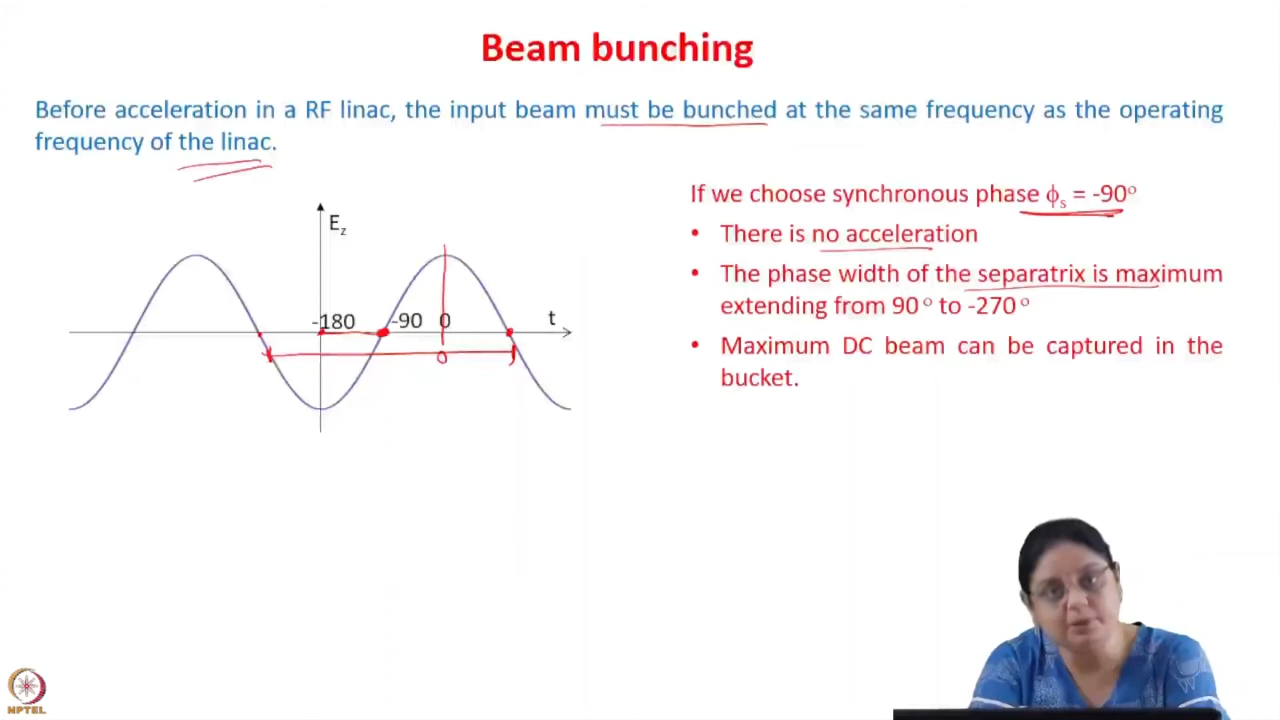 Beam bunching
Before acceleration in a RF linac, the input beam must be bunched at the same frequency as the operating
frequency of the linac.
If we choose synchronous phase ϕs = -90°
• There is no acceleration
• The phase width of the separatrix is maximum
extending from 90° to -270°
• Maximum DC beam can be captured in the
bucket.
Ez
-180 -90 0 t
0
NPTEL